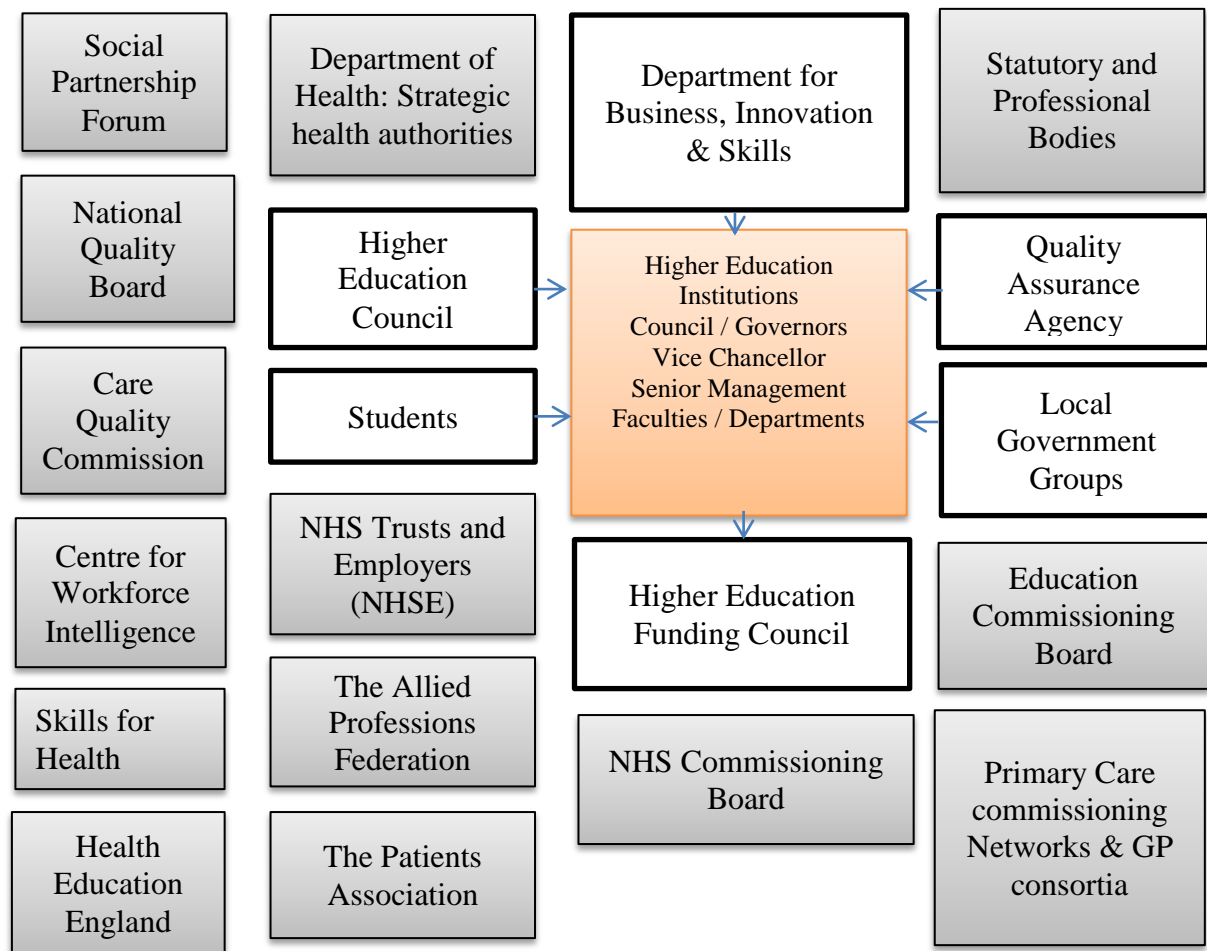 Social
Partnership
Forum
Department of
Health: Strategic
health authorities
Department for
Business, Innovation
& Skills
Statutory and
Professional
Bodies
National
Quality
Board
Higher
Education
Council
Higher Education
Institutions
Council / Governors
Vice Chancellor
Senior Management
Faculties / Departments
Quality
Assurance
Agency
Care
Quality
Commission
Students
Local
Government
Groups
Centre for
Workforce
Intelligence
NHS Trusts and
Employers
(NHSE)
Higher Education
Funding Council
Education
Commissioning
Board
Skills for
Health
The Allied
Professions
Federation
NHS Commissioning
Board
Primary Care
commissioning
Networks & GP
consortia
Health
Education
England
The Patients
Association